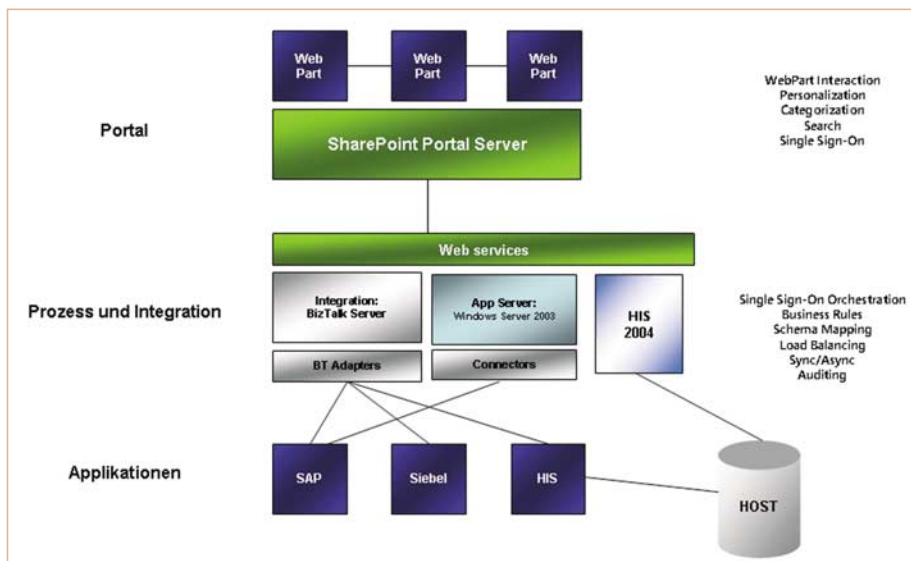 Web
Part
Web
Part
Web
Part
WebPart Interaction
Personalization
Categorization
Search
Single Sign-On
Portal
SharePoint Portal Server
Web services
Prozess und Integration
Integration:
BizTalk Server
App Server:
Windows Server 2003
HIS
2004
Single Sign-On Orchestration
Business Rules
Schema Mapping
Load Balancing
Sync/Async
Auditing
BT Adapters
Connectors
Applikationen
SAP
Siebel
HIS
HOST